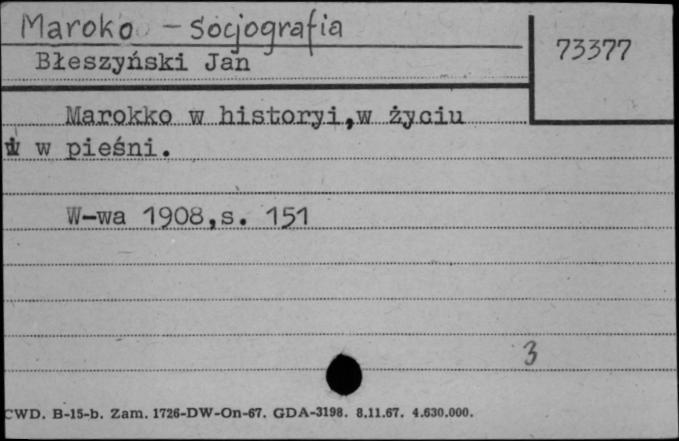 Maroko - Socjografia
73377
Błeszyński Jan
Marokko w historyi,w życiu
i w pieśni.
W-wa 1908,s. 151
3
CWD. B-15-b. Zam. 1726-DW-On-67. GDA-3198. 8.11.67. 4.630.000.